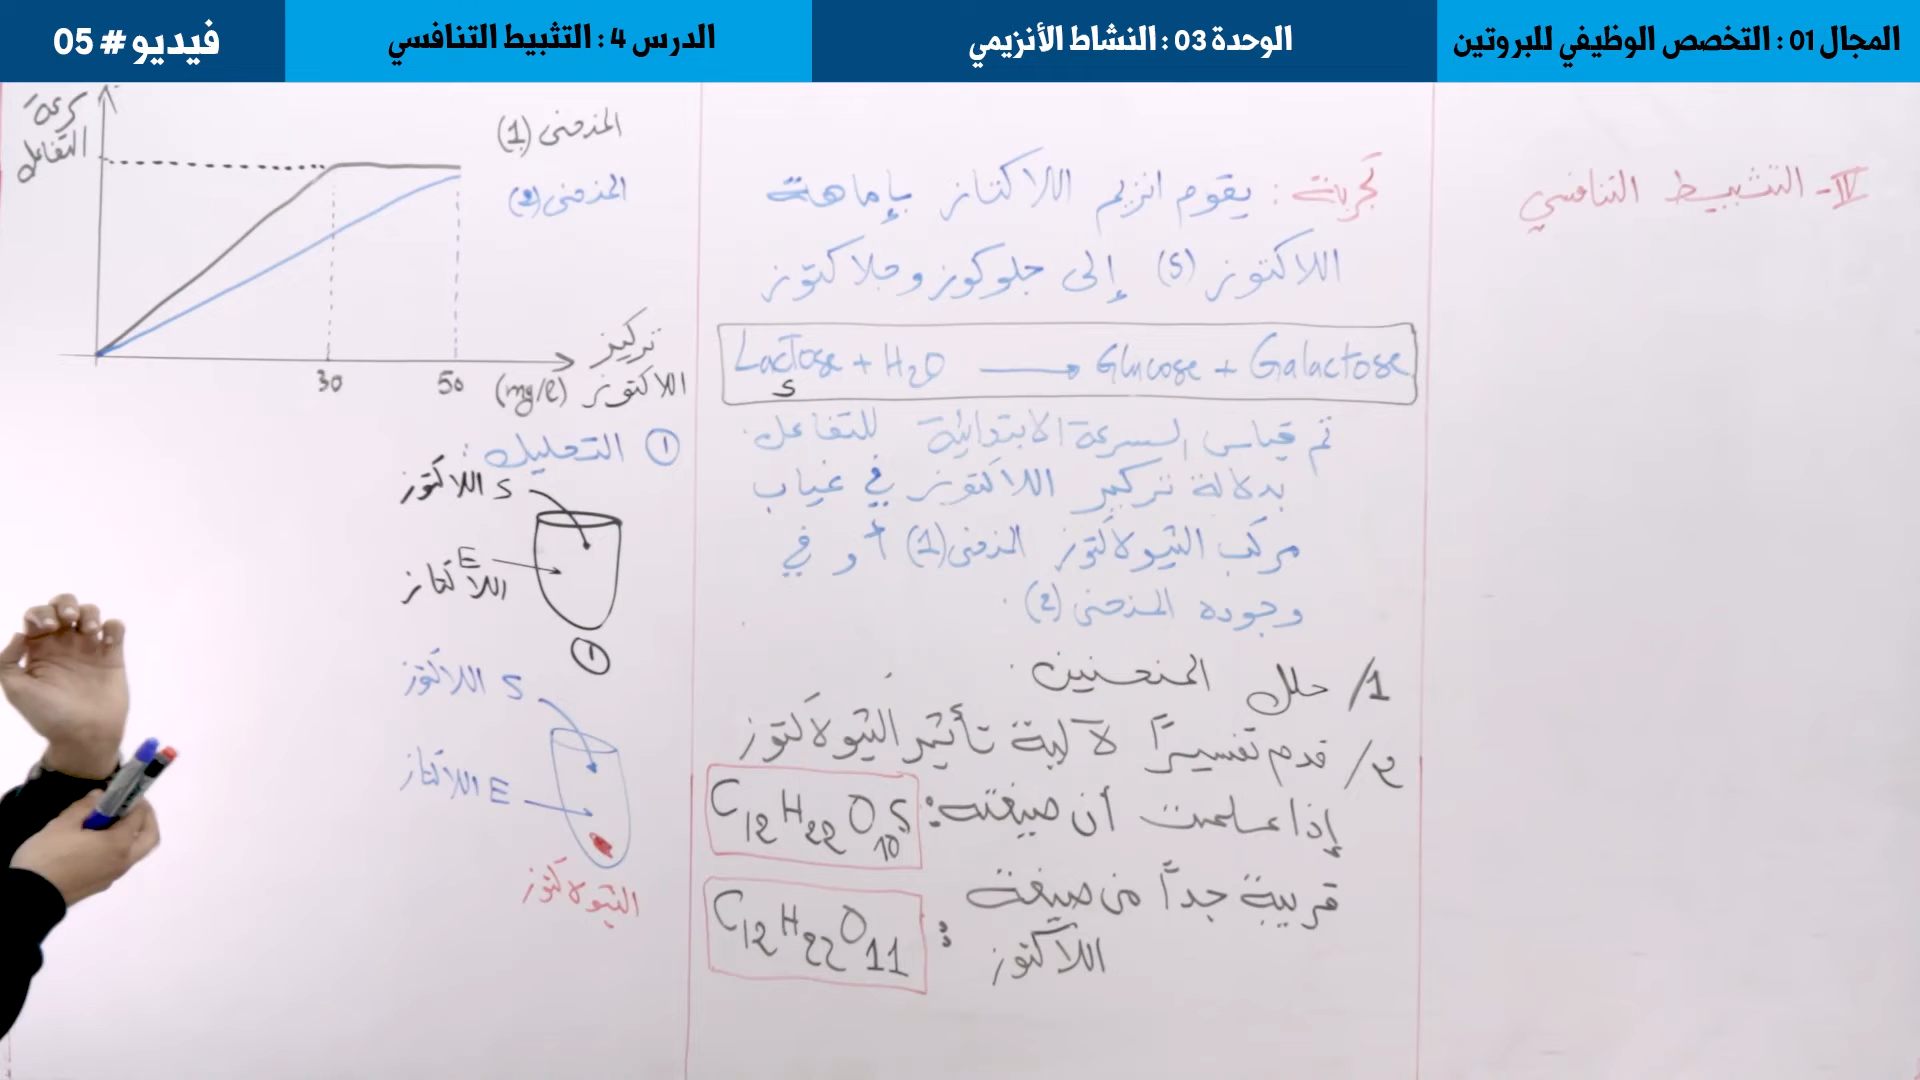 المجال 01 : التخصص الوظيفي للبروتين
الوحدة 03 : النشاط الأنزيمي
الدرس 4 : التثبيط التنافسي
فيديو # 05
IV- التثبيط التنافسي
تجربة : يقوم انزيم اللاكتاز بإماهة
اللاكتوز (S) إلى جلوكوز وجلاكتوز
Lactose + H2O → Glucose + Galactose
S
تم قياس السرعة الابتدائية للتفاعل
بدلالة تركيز اللاكتوز في غياب
مركب الثيولاكتوز المنحنى (1) أو في
وجوده المنحنى (2)
1/ حلل المنحنيين
2/ قدم تفسيرًا لآلية تأثير الثيولاكتوز
إذا علمت أن صيغته : C12H22O10S
قريبة جدًا من صيغة
اللاكتوز : C12H22O11
سرعة
التفاعل
المنحنى (1)
المنحنى (2)
30
50
(mg/l)
تركيز
اللاكتوز
① التحليل :
S اللاكتوز
E
اللاكتاز
①
S اللاكتوز
E اللاكتاز
الثيولاكتوز